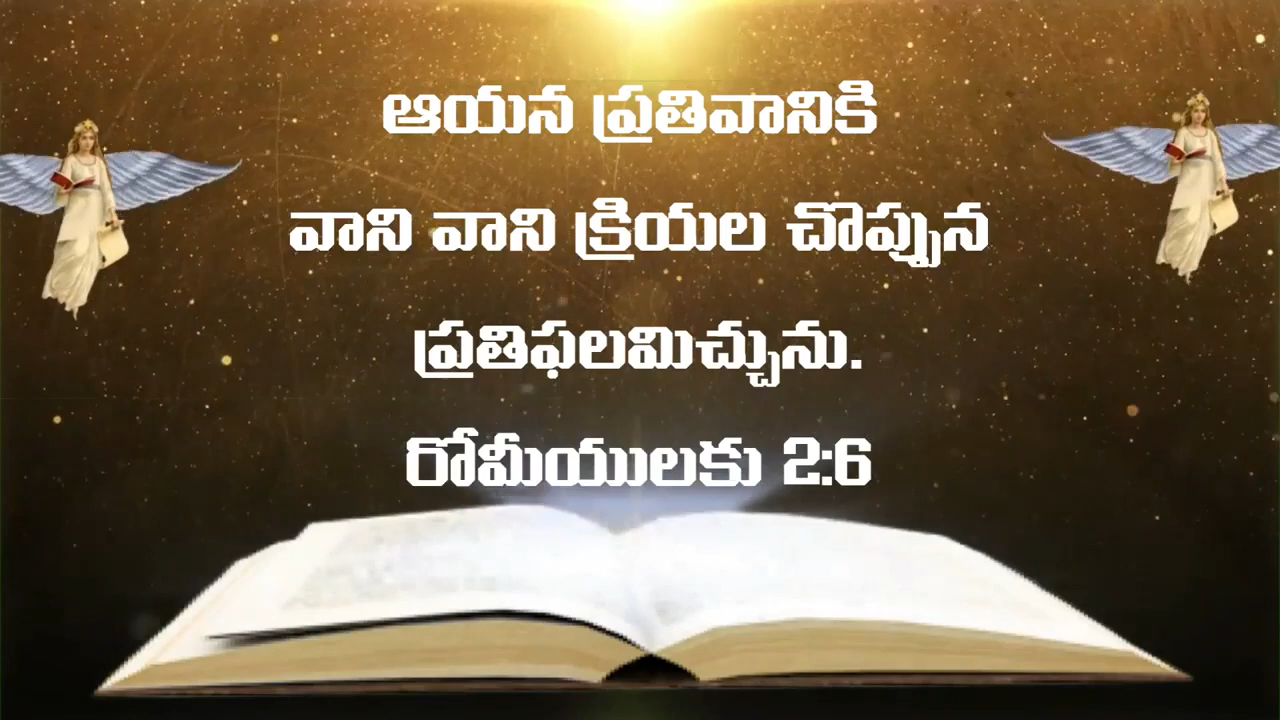 ఆయన ప్రతివానికి
వాని వాని క్రియల చొప్పున
ప్రతిఫలమిచ్చును.
రోమీయులకు 2:6